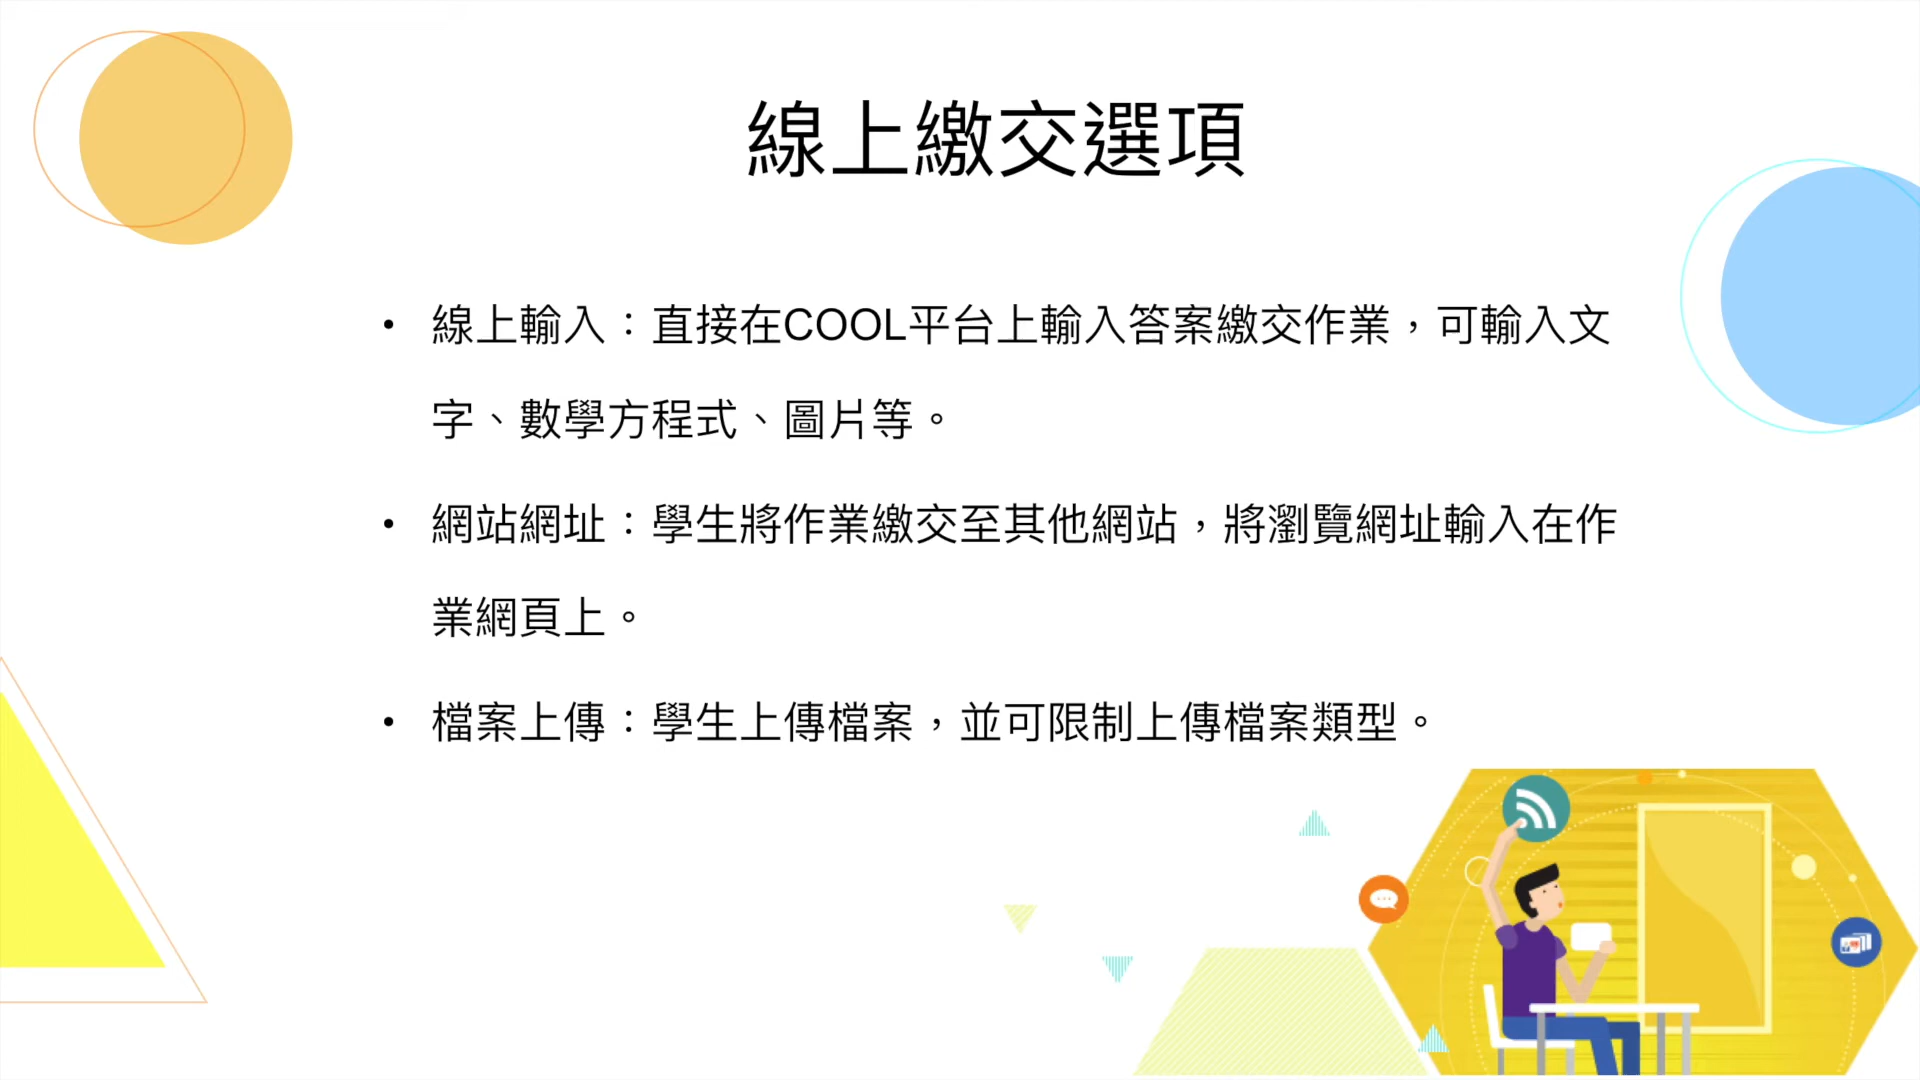 線上繳交選項
• 線上輸入：直接在COOL平台上輸入答案繳交作業，可輸入文
字、數學方程式、圖片等。
• 網站網址：學生將作業繳交至其他網站，將瀏覽網址輸入在作
業網頁上。
• 檔案上傳：學生上傳檔案，並可限制上傳檔案類型。